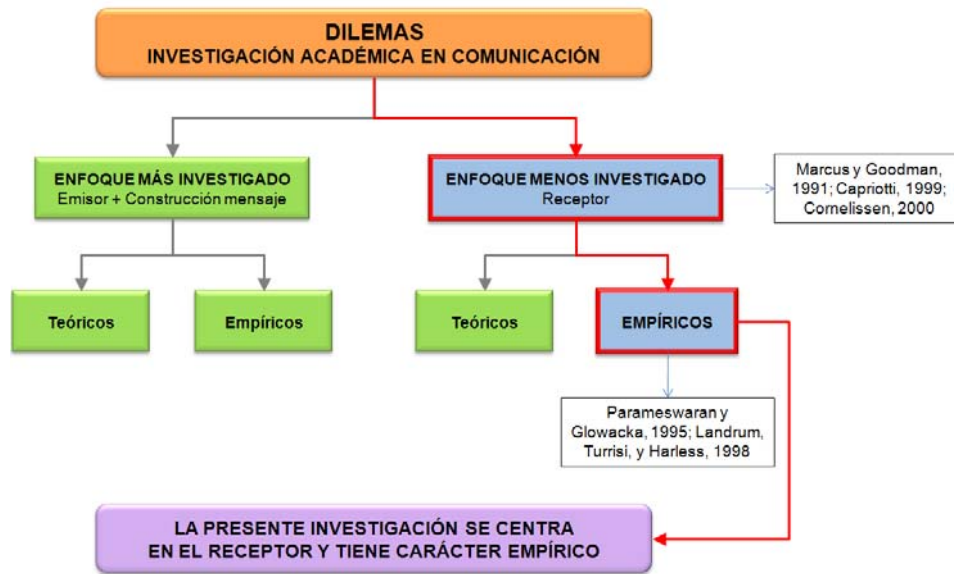 DILEMAS
INVESTIGACIÓN ACADÉMICA EN COMUNICACIÓN
ENFOQUE MÁS INVESTIGADO
Emisor + Construcción mensaje
ENFOQUE MENOS INVESTIGADO
Receptor
Marcus y Goodman,
1991; Capriotti, 1999;
Cornelissen, 2000
Teóricos
Empíricos
Teóricos
EMPÍRICOS
Parameswaran y
Glowacka, 1995; Landrum,
Turrisi, y Harless, 1998
LA PRESENTE INVESTIGACIÓN SE CENTRA
EN EL RECEPTOR Y TIENE CARÁCTER EMPÍRICO